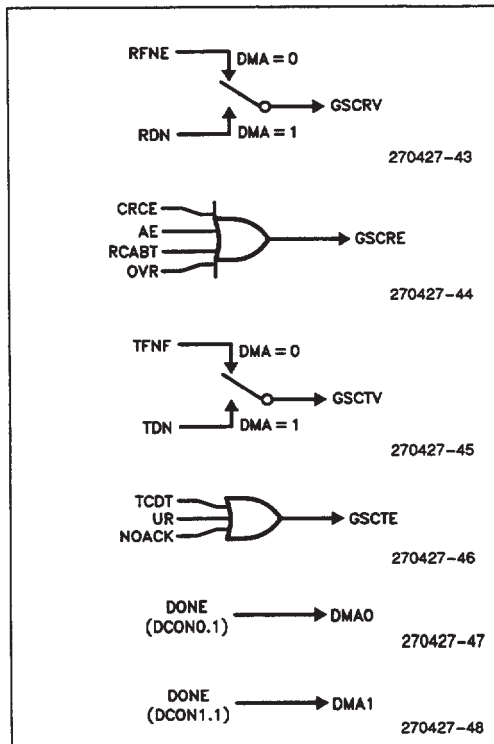 RFNE
DMA = 0
GSCRV
RDN
DMA = 1
270427-43
CRCE
AE
RCABT
OVR
GSCRE
270427-44
TFNF
DMA = 0
GSCTV
TDN
DMA = 1
270427-45
TCDT
UR
NOACK
GSCTE
270427-46
DONE
(DCON0.1)
DMA0
270427-47
DONE
(DCON1.1)
DMA1
270427-48